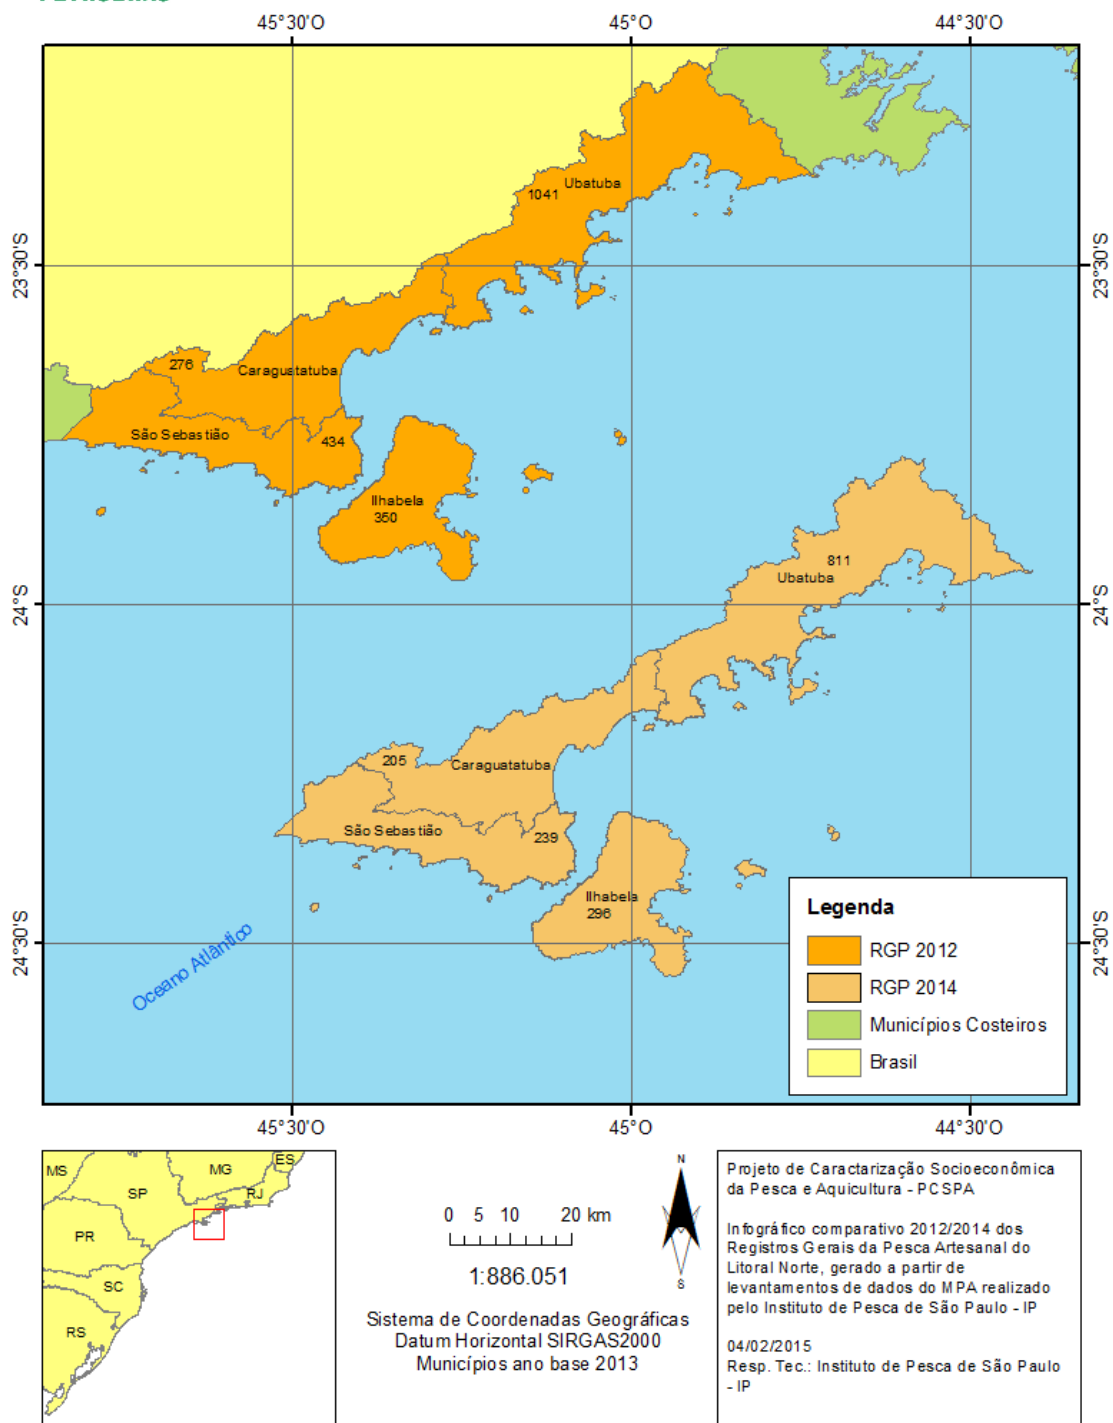 45°30'O 45°O 44°30'O
Ubatuba
1041
23°30'S 23°30'S
276
Caraguatatuba
São Sebastião
434
Ilhabela
350
811
Ubatuba
24°S 24°S
205
Caraguatatuba
São Sebastião
239
Ilhabela
296
Legenda
RGP 2012
RGP 2014
Municípios Costeiros
Brasil
24°30'S 24°30'S
Oceano Atlântico
45°30'O 45°O 44°30'O
MS
MG
ES
SP
RJ
PR
SC
RS
0 5 10 20 km
1:886.051
Sistema de Coordenadas Geográficas
Datum Horizontal SIRGAS2000
Municípios ano base 2013
N
S
Projeto de Caractarização Socioeconômica
da Pesca e Aquicultura - PCSPA
Infográfico comparativo 2012/2014 dos
Registros Gerais da Pesca Artesanal do
Litoral Norte, gerado a partir de
levantamentos de dados do MPA realizado
pelo Instituto de Pesca de São Paulo - IP
04/02/2015
Resp. Tec.: Instituto de Pesca de São Paulo
- IP